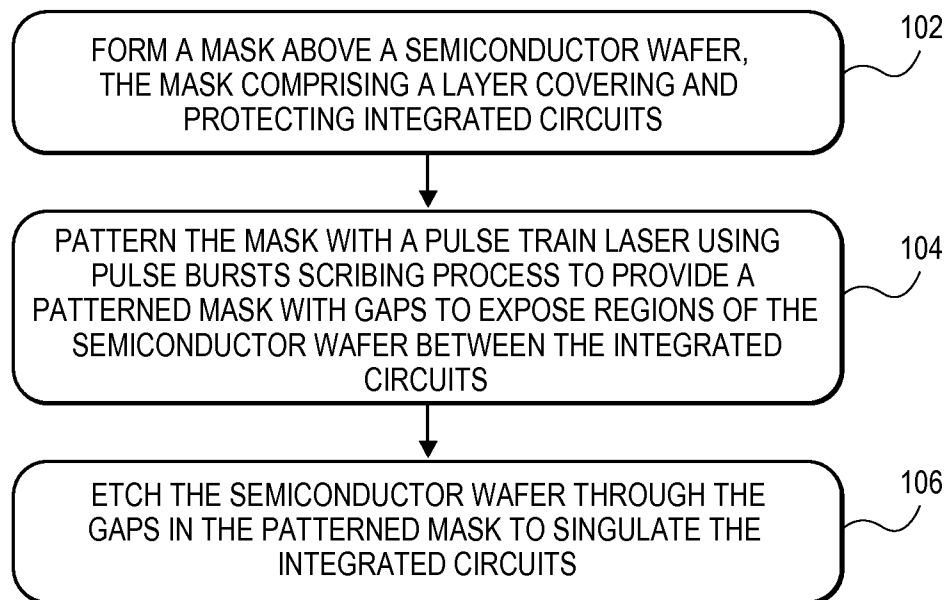 FORM A MASK ABOVE A SEMICONDUCTOR WAFER,
THE MASK COMPRISING A LAYER COVERING AND
PROTECTING INTEGRATED CIRCUITS
102
PATTERN THE MASK WITH A PULSE TRAIN LASER USING
PULSE BURSTS SCRIBING PROCESS TO PROVIDE A
PATTERNED MASK WITH GAPS TO EXPOSE REGIONS OF THE
SEMICONDUCTOR WAFER BETWEEN THE INTEGRATED
CIRCUITS
104
ETCH THE SEMICONDUCTOR WAFER THROUGH THE
GAPS IN THE PATTERNED MASK TO SINGULATE THE
INTEGRATED CIRCUITS
106